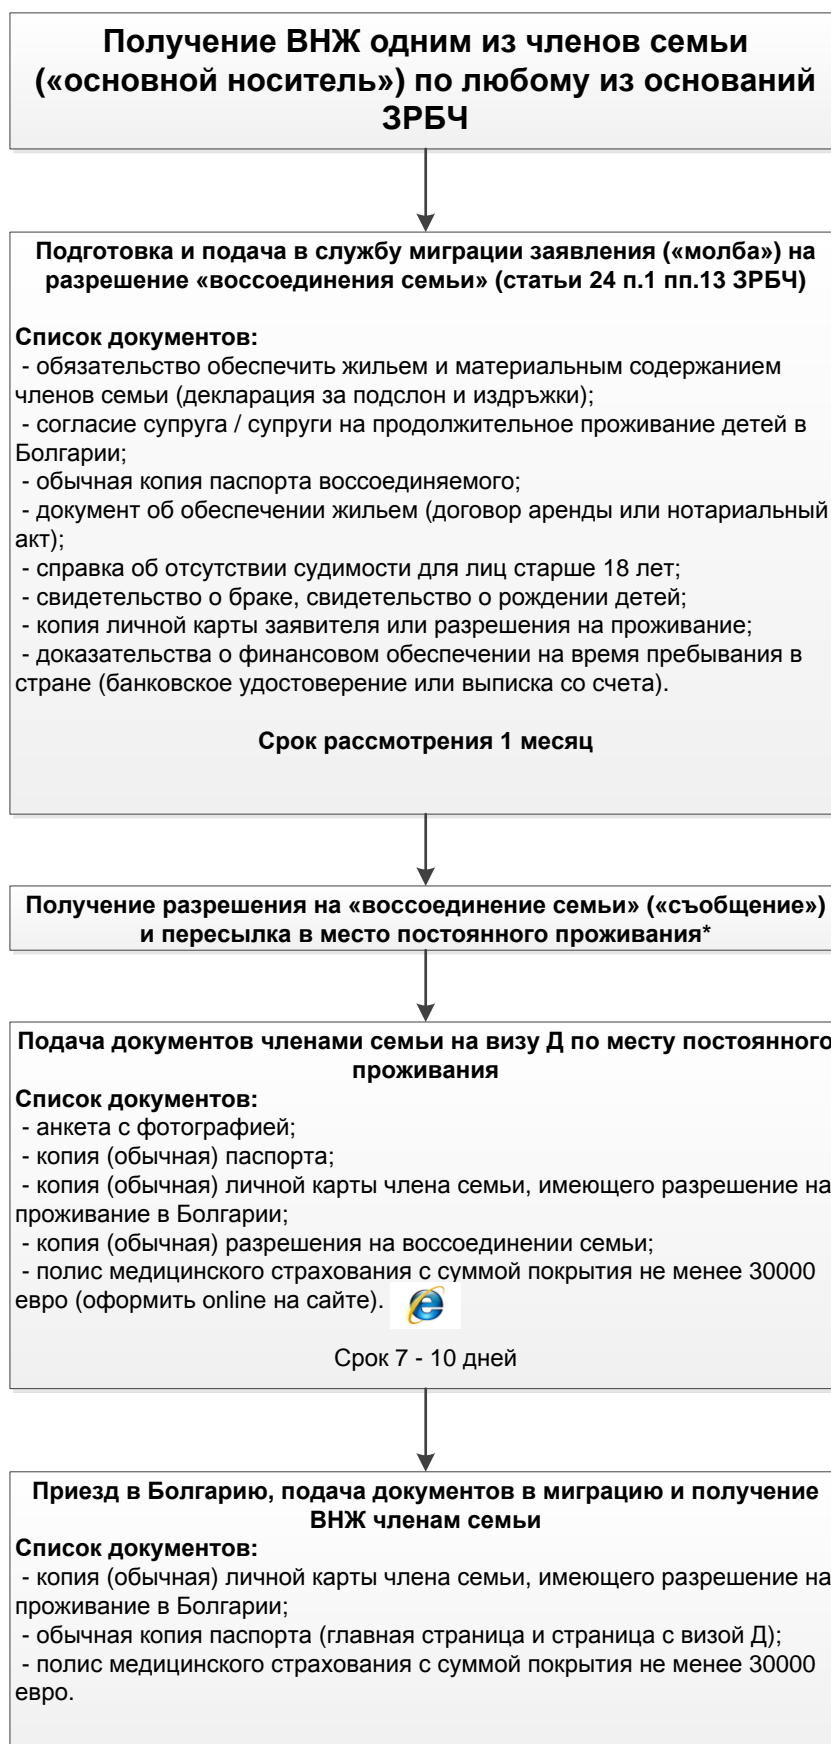 Получение ВНЖ одним из членов семьи
(«основной носитель») по любому из оснований
ЗРБЧ
Подготовка и подача в службу миграции заявления («молба») на
разрешение «воссоединения семьи» (статьи 24 п.1 пп.13 ЗРБЧ)
Список документов:
- обязательство обеспечить жильем и материальным содержанием
членов семьи (декларация за подслон и издръжки);
- согласие супруга / супруги на продолжительное проживание детей в
Болгарии;
- обычная копия паспорта воссоединяемого;
- документ об обеспечении жильем (договор аренды или нотариальный
акт);
- справка об отсутствии судимости для лиц старше 18 лет;
- свидетельство о браке, свидетельство о рождении детей;
- копия личной карты заявителя или разрешения на проживание;
- доказательства о финансовом обеспечении на время пребывания в
стране (банковское удостоверение или выписка со счета).
Срок рассмотрения 1 месяц
Получение разрешения на «воссоединение семьи» («съобщение»)
и пересылка в место постоянного проживания*
Подача документов членами семьи на визу Д по месту постоянного
проживания
Список документов:
- анкета с фотографией;
- копия (обычная) паспорта;
- копия (обычная) личной карты члена семьи, имеющего разрешение на
проживание в Болгарии;
- копия (обычная) разрешения на воссоединении семьи;
- полис медицинского страхования с суммой покрытия не менее 30000
евро (оформить online на сайте).
Срок 7 - 10 дней
Приезд в Болгарию, подача документов в миграцию и получение
ВНЖ членам семьи
Список документов:
- копия (обычная) личной карты члена семьи, имеющего разрешение на
проживание в Болгарии;
- обычная копия паспорта (главная страница и страница с визой Д);
- полис медицинского страхования с суммой покрытия не менее 30000
евро.